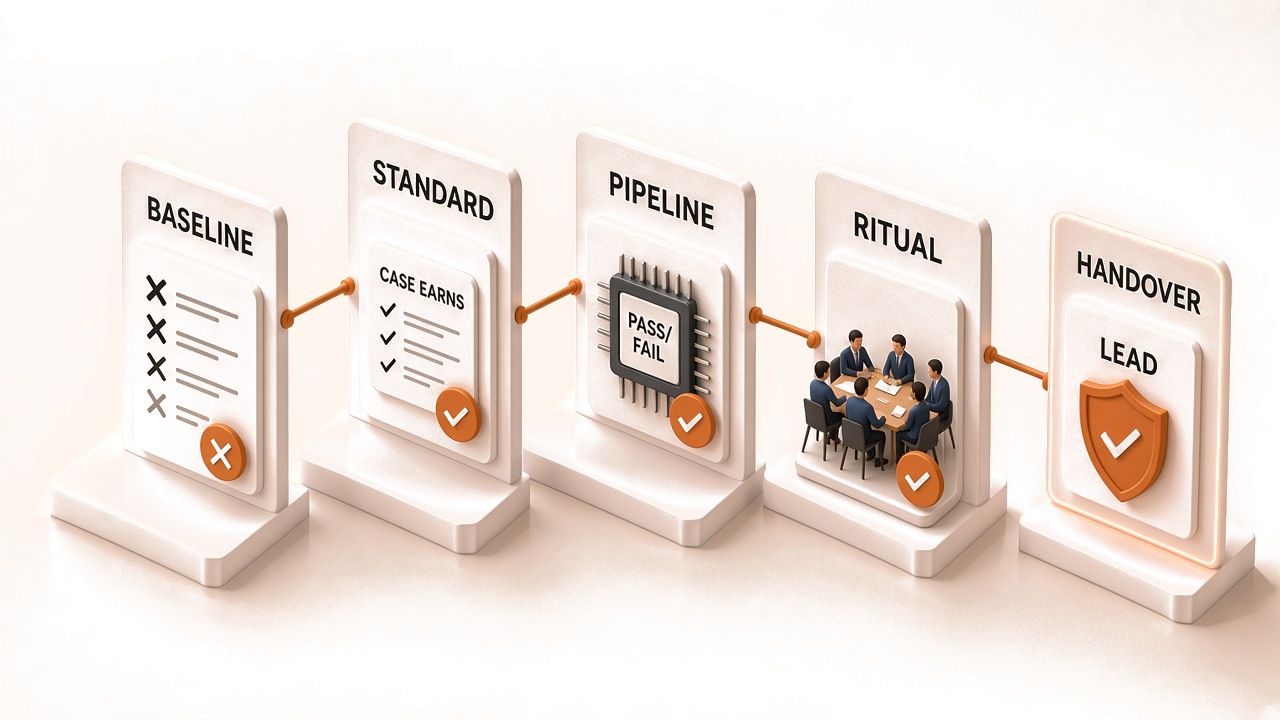 BASELINE
STANDARD
CASE EARNS
PIPELINE
PASS/
FAIL
RITUAL
HANDOVER
LEAD